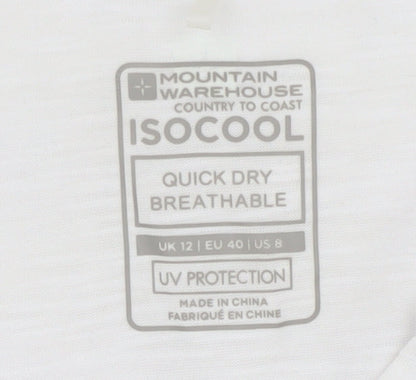 MOUNTAIN
WAREHOUSE
COUNTRY TO COAST
ISOCOOL
QUICK DRY
BREATHABLE
UK 12 | EU 40 | US 8
UV PROTECTION
MADE IN CHINA
FABRIQUÉ EN CHINE